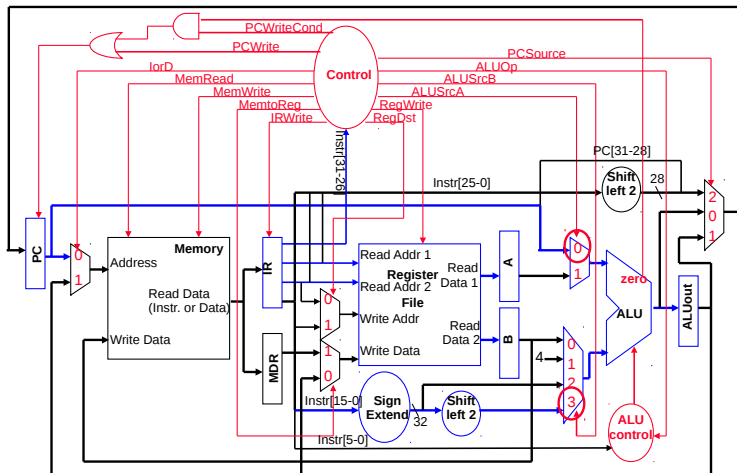 PCWriteCond
PCWrite
PCSource
IorD
ALUOp
MemRead
Control
ALUSrcB
MemWrite
ALUSrcA
MemtoReg
RegWrite
IRWrite
RegDst
Instr[31-26]
PC[31-28]
Instr[25-0]
Shift
left 2
28
2
0
1
PC
0
1
Memory
Address
Read Data
(Instr. or Data)
Write Data
IR
MDR
Read Addr 1
Register
Read Addr 2
File
Read
Data 1
Write Addr
Read
Data 2
Write Data
0
1
1
0
A
B
0
1
4
0
1
2
3
zero
ALU
ALUout
Instr[15-0]
Sign
Extend
32
Shift
left 2
Instr[5-0]
ALU
control